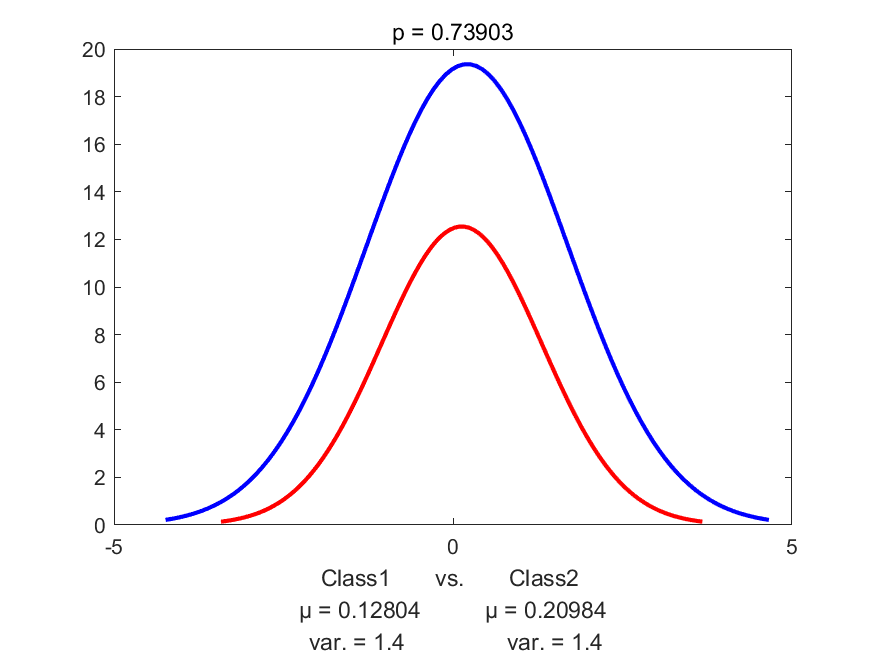 p = 0.73903
20
18
16
14
12
10
8
6
4
2
0
-5 0 5
Class1 vs. Class2
μ = 0.12804 μ = 0.20984
var. = 1.4 var. = 1.4